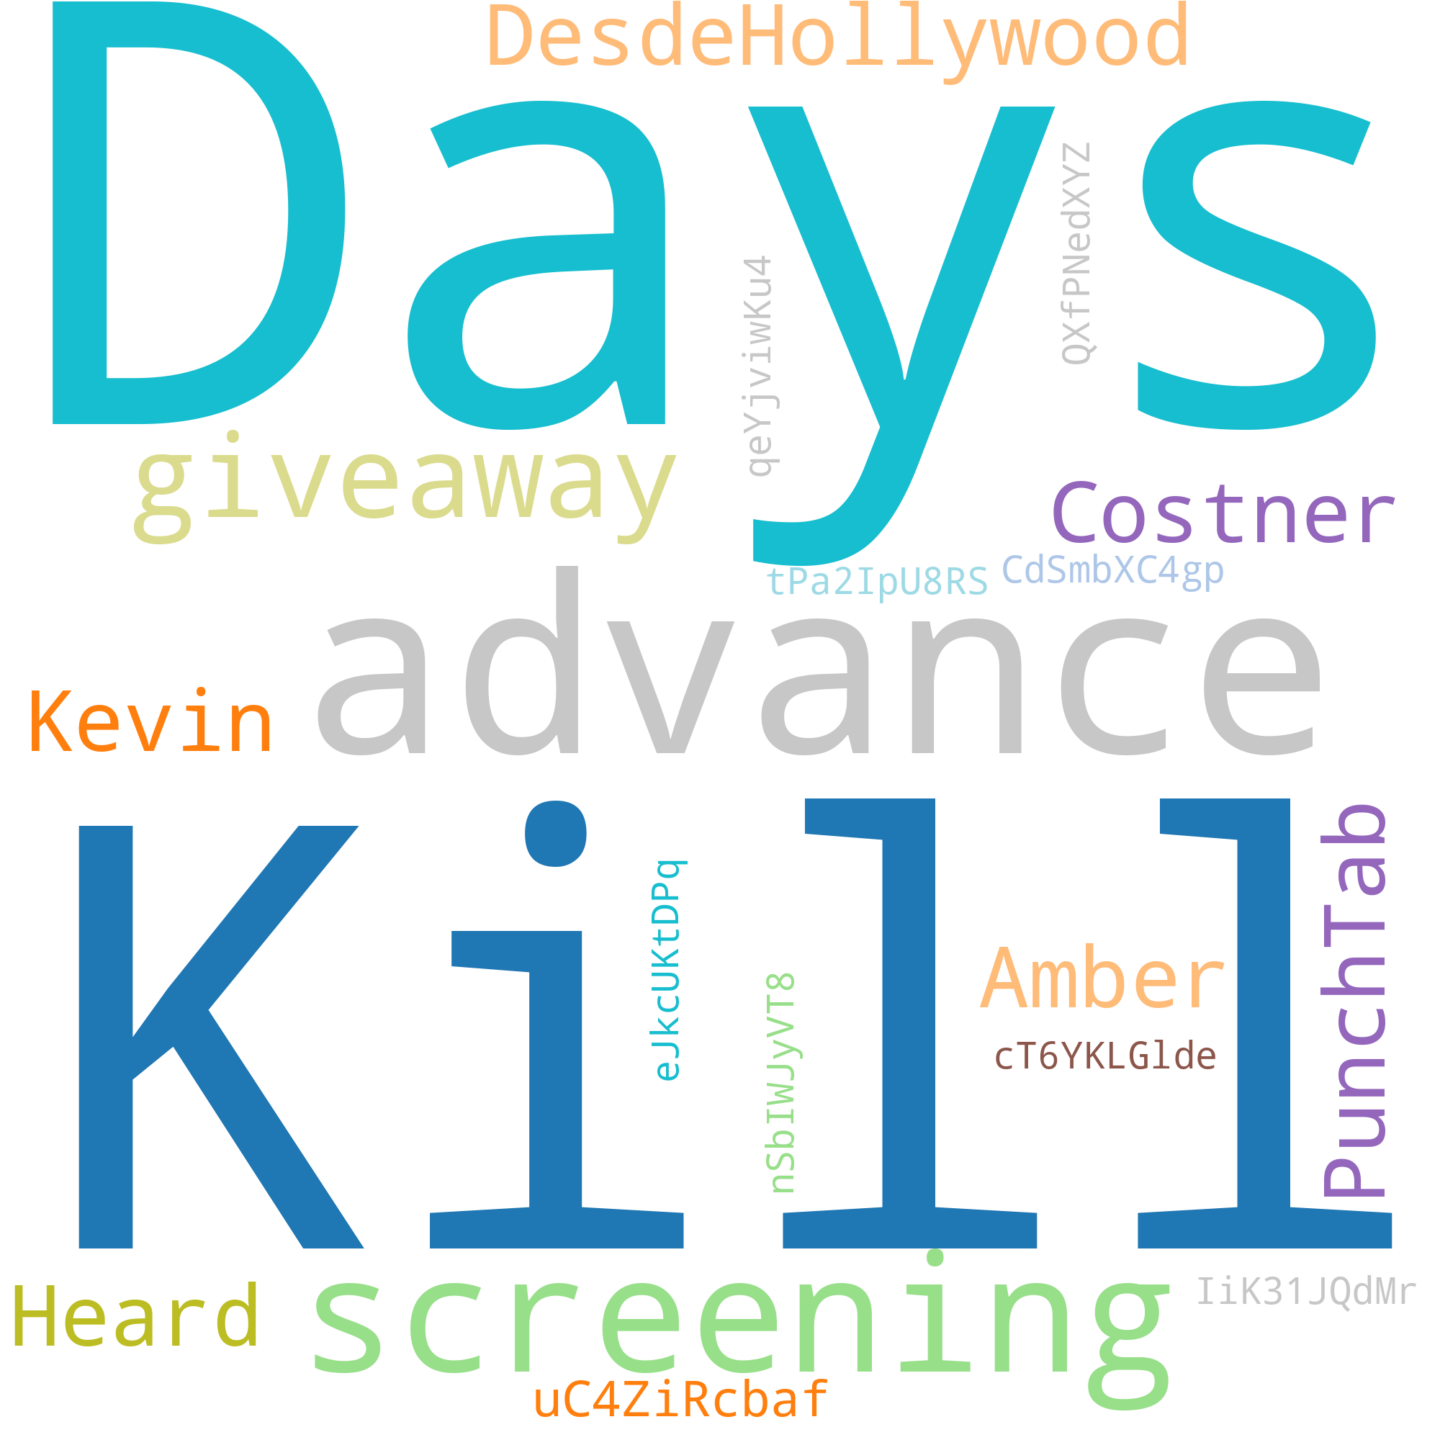 DesdeHollywood
Days
QXfPNedXYZ
qeYjviwKu4
giveaway
Costner
tPa2IpU8RS
CdSmbXC4gp
advance
Kevin
Kill
PunchTab
eJkcUKtDPq
Amber
nSbIWJyVT8
cT6YKLGlde
Heard
screening
IiK31JQdMr
uC4ZiRcbaf